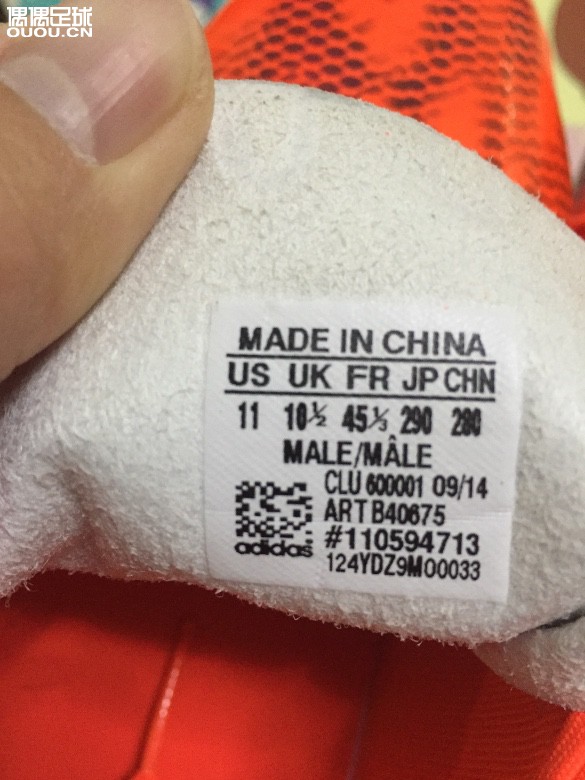 偶偶足球
OUOU.CN
MADE IN CHINA
US UK FR JP CHN
11 10½ 45⅓ 290 280
MALE/MÂLE
CLU 600001 09/14
ART B40675
#110594713
adidas
124YDZ9M00033